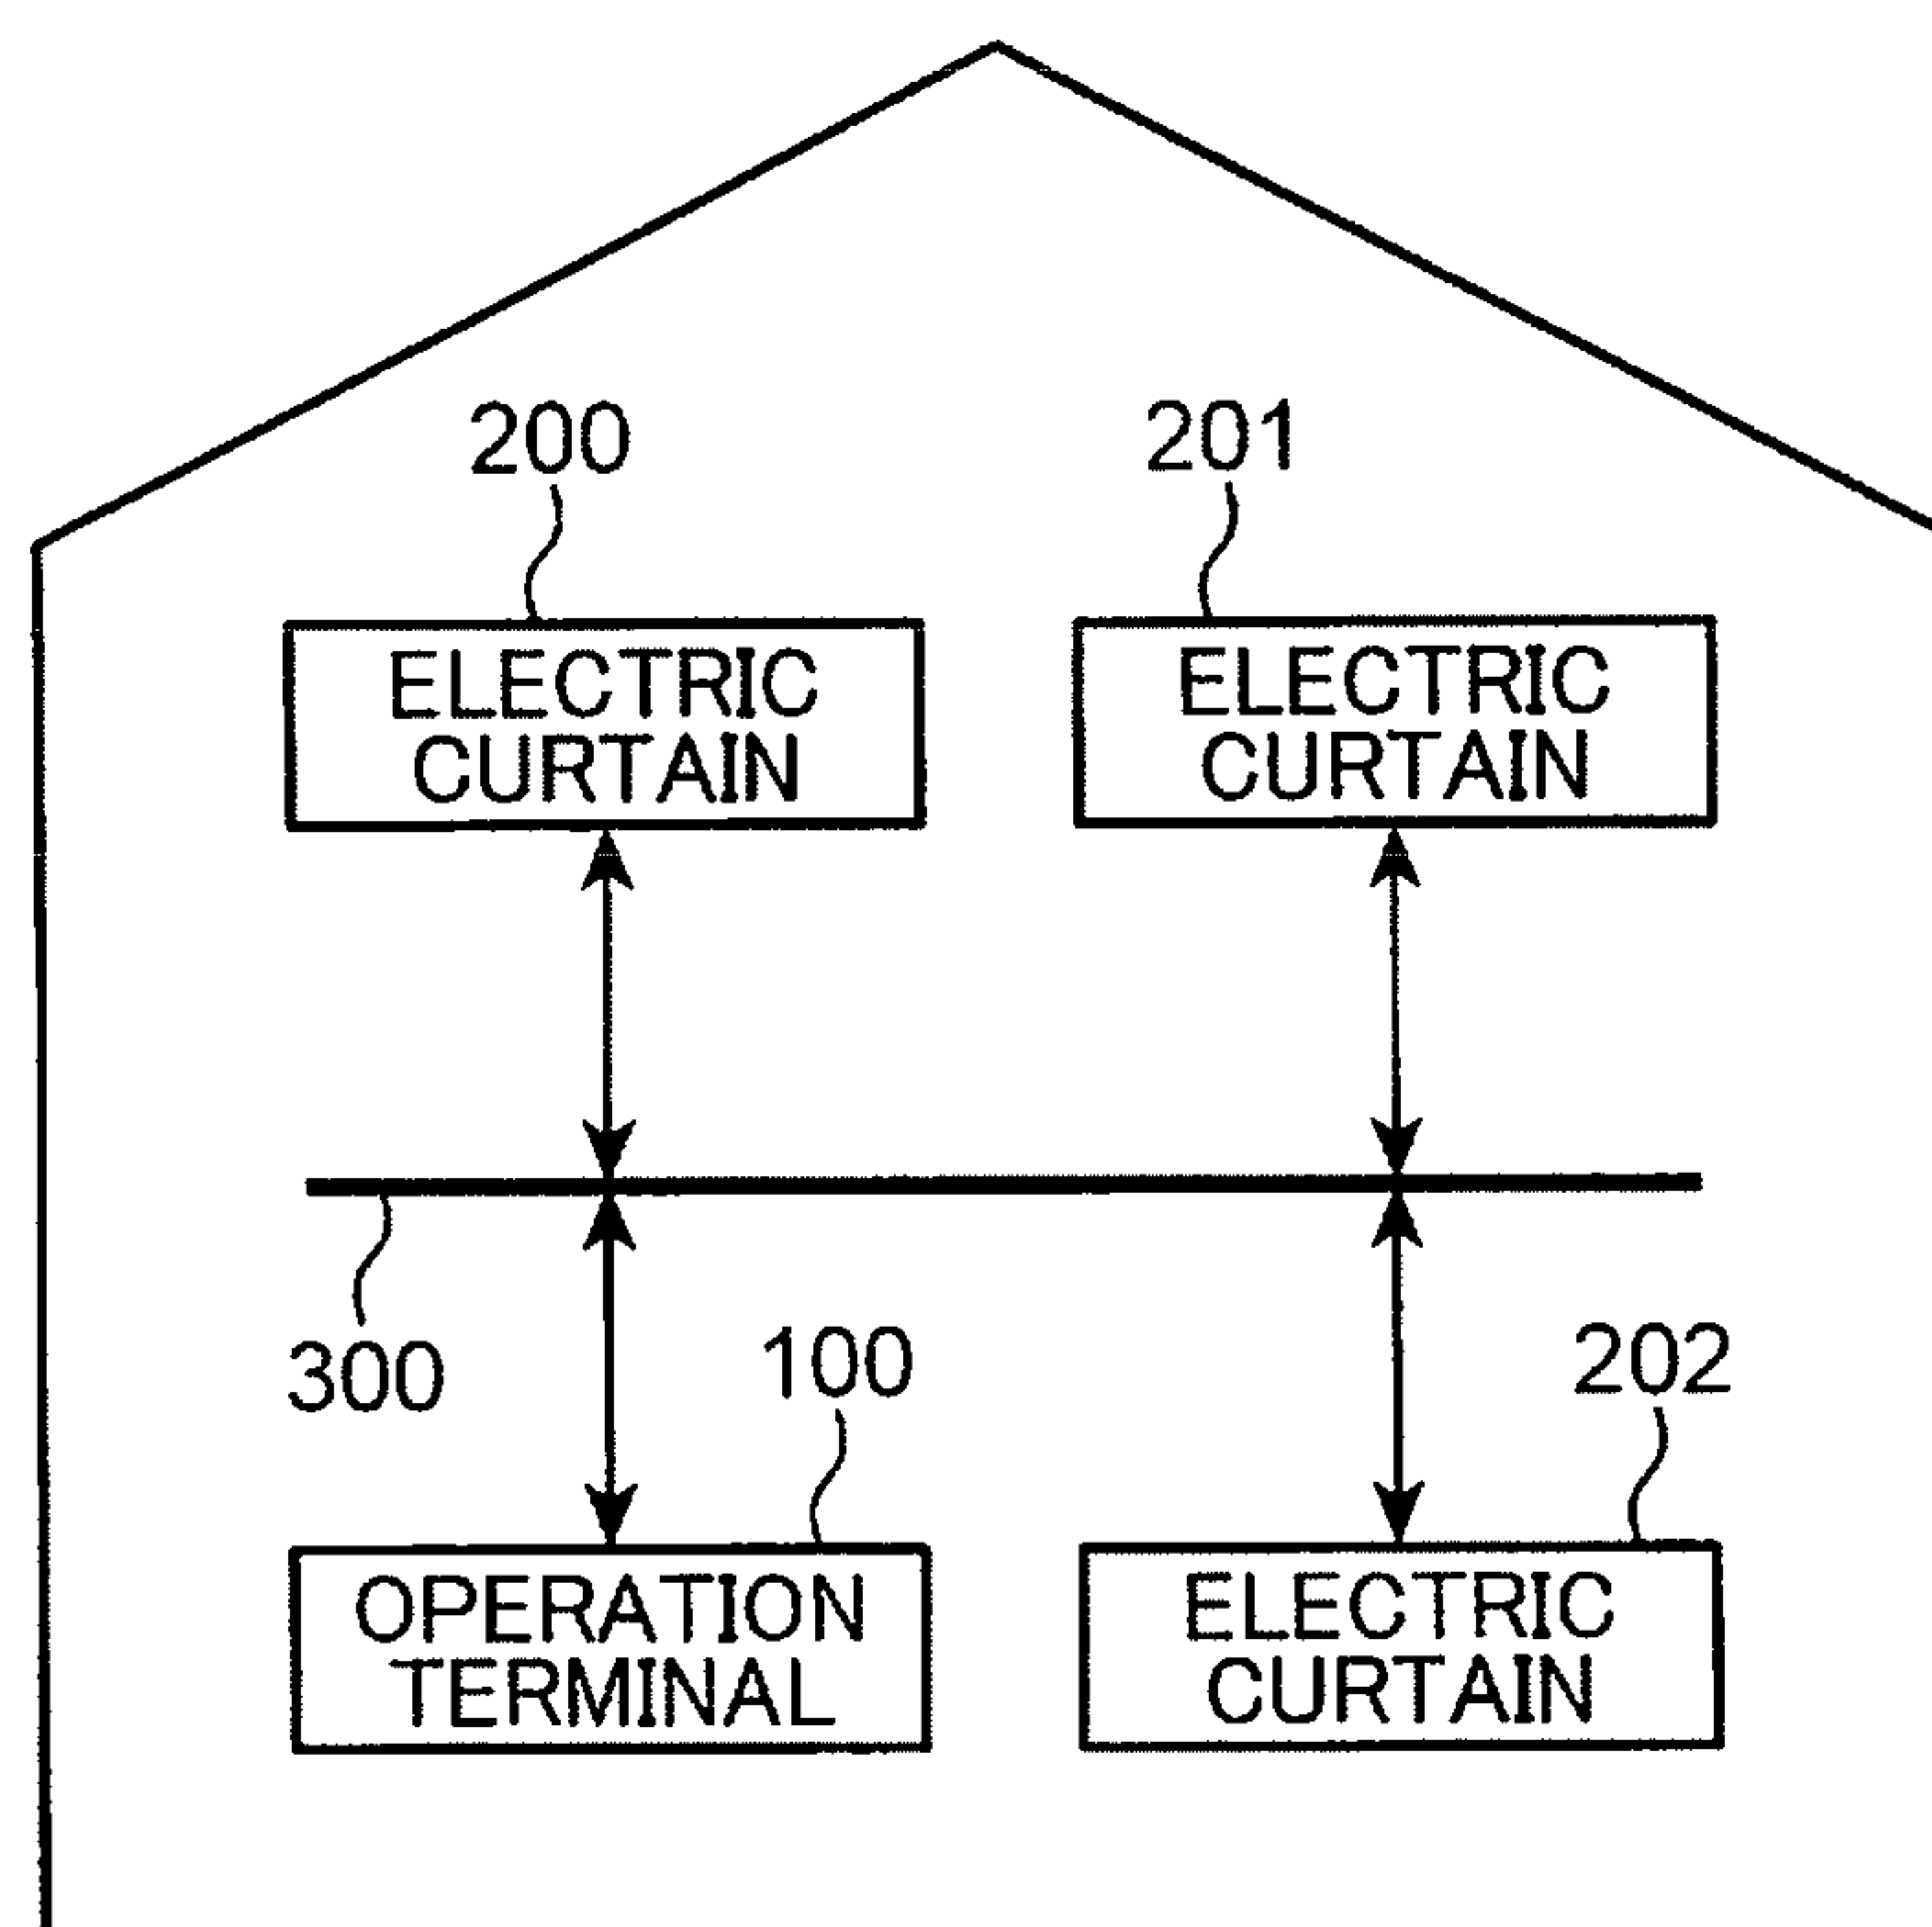 200
201
ELECTRIC
CURTAIN
ELECTRIC
CURTAIN
300
100
202
OPERATION
TERMINAL
ELECTRIC
CURTAIN